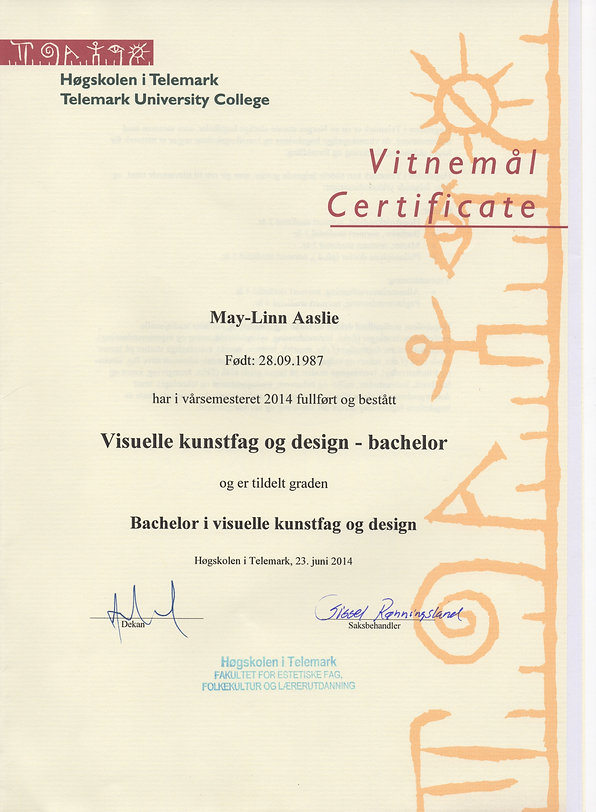 Høgskolen i Telemark
Telemark University College
Vitnemål
Certificate
May-Linn Aaslie
Født: 28.09.1987
har i vårsemesteret 2014 fullført og bestått
Visuelle kunstfag og design - bachelor
og er tildelt graden
Bachelor i visuelle kunstfag og design
Høgskolen i Telemark, 23. juni 2014
Sissel Rønningsland
Dekan
Saksbehandler
Høgskolen i Telemark
FAKULTET FOR ESTETISKE FAG,
FOLKEKULTUR OG LÆRERUTDANNING